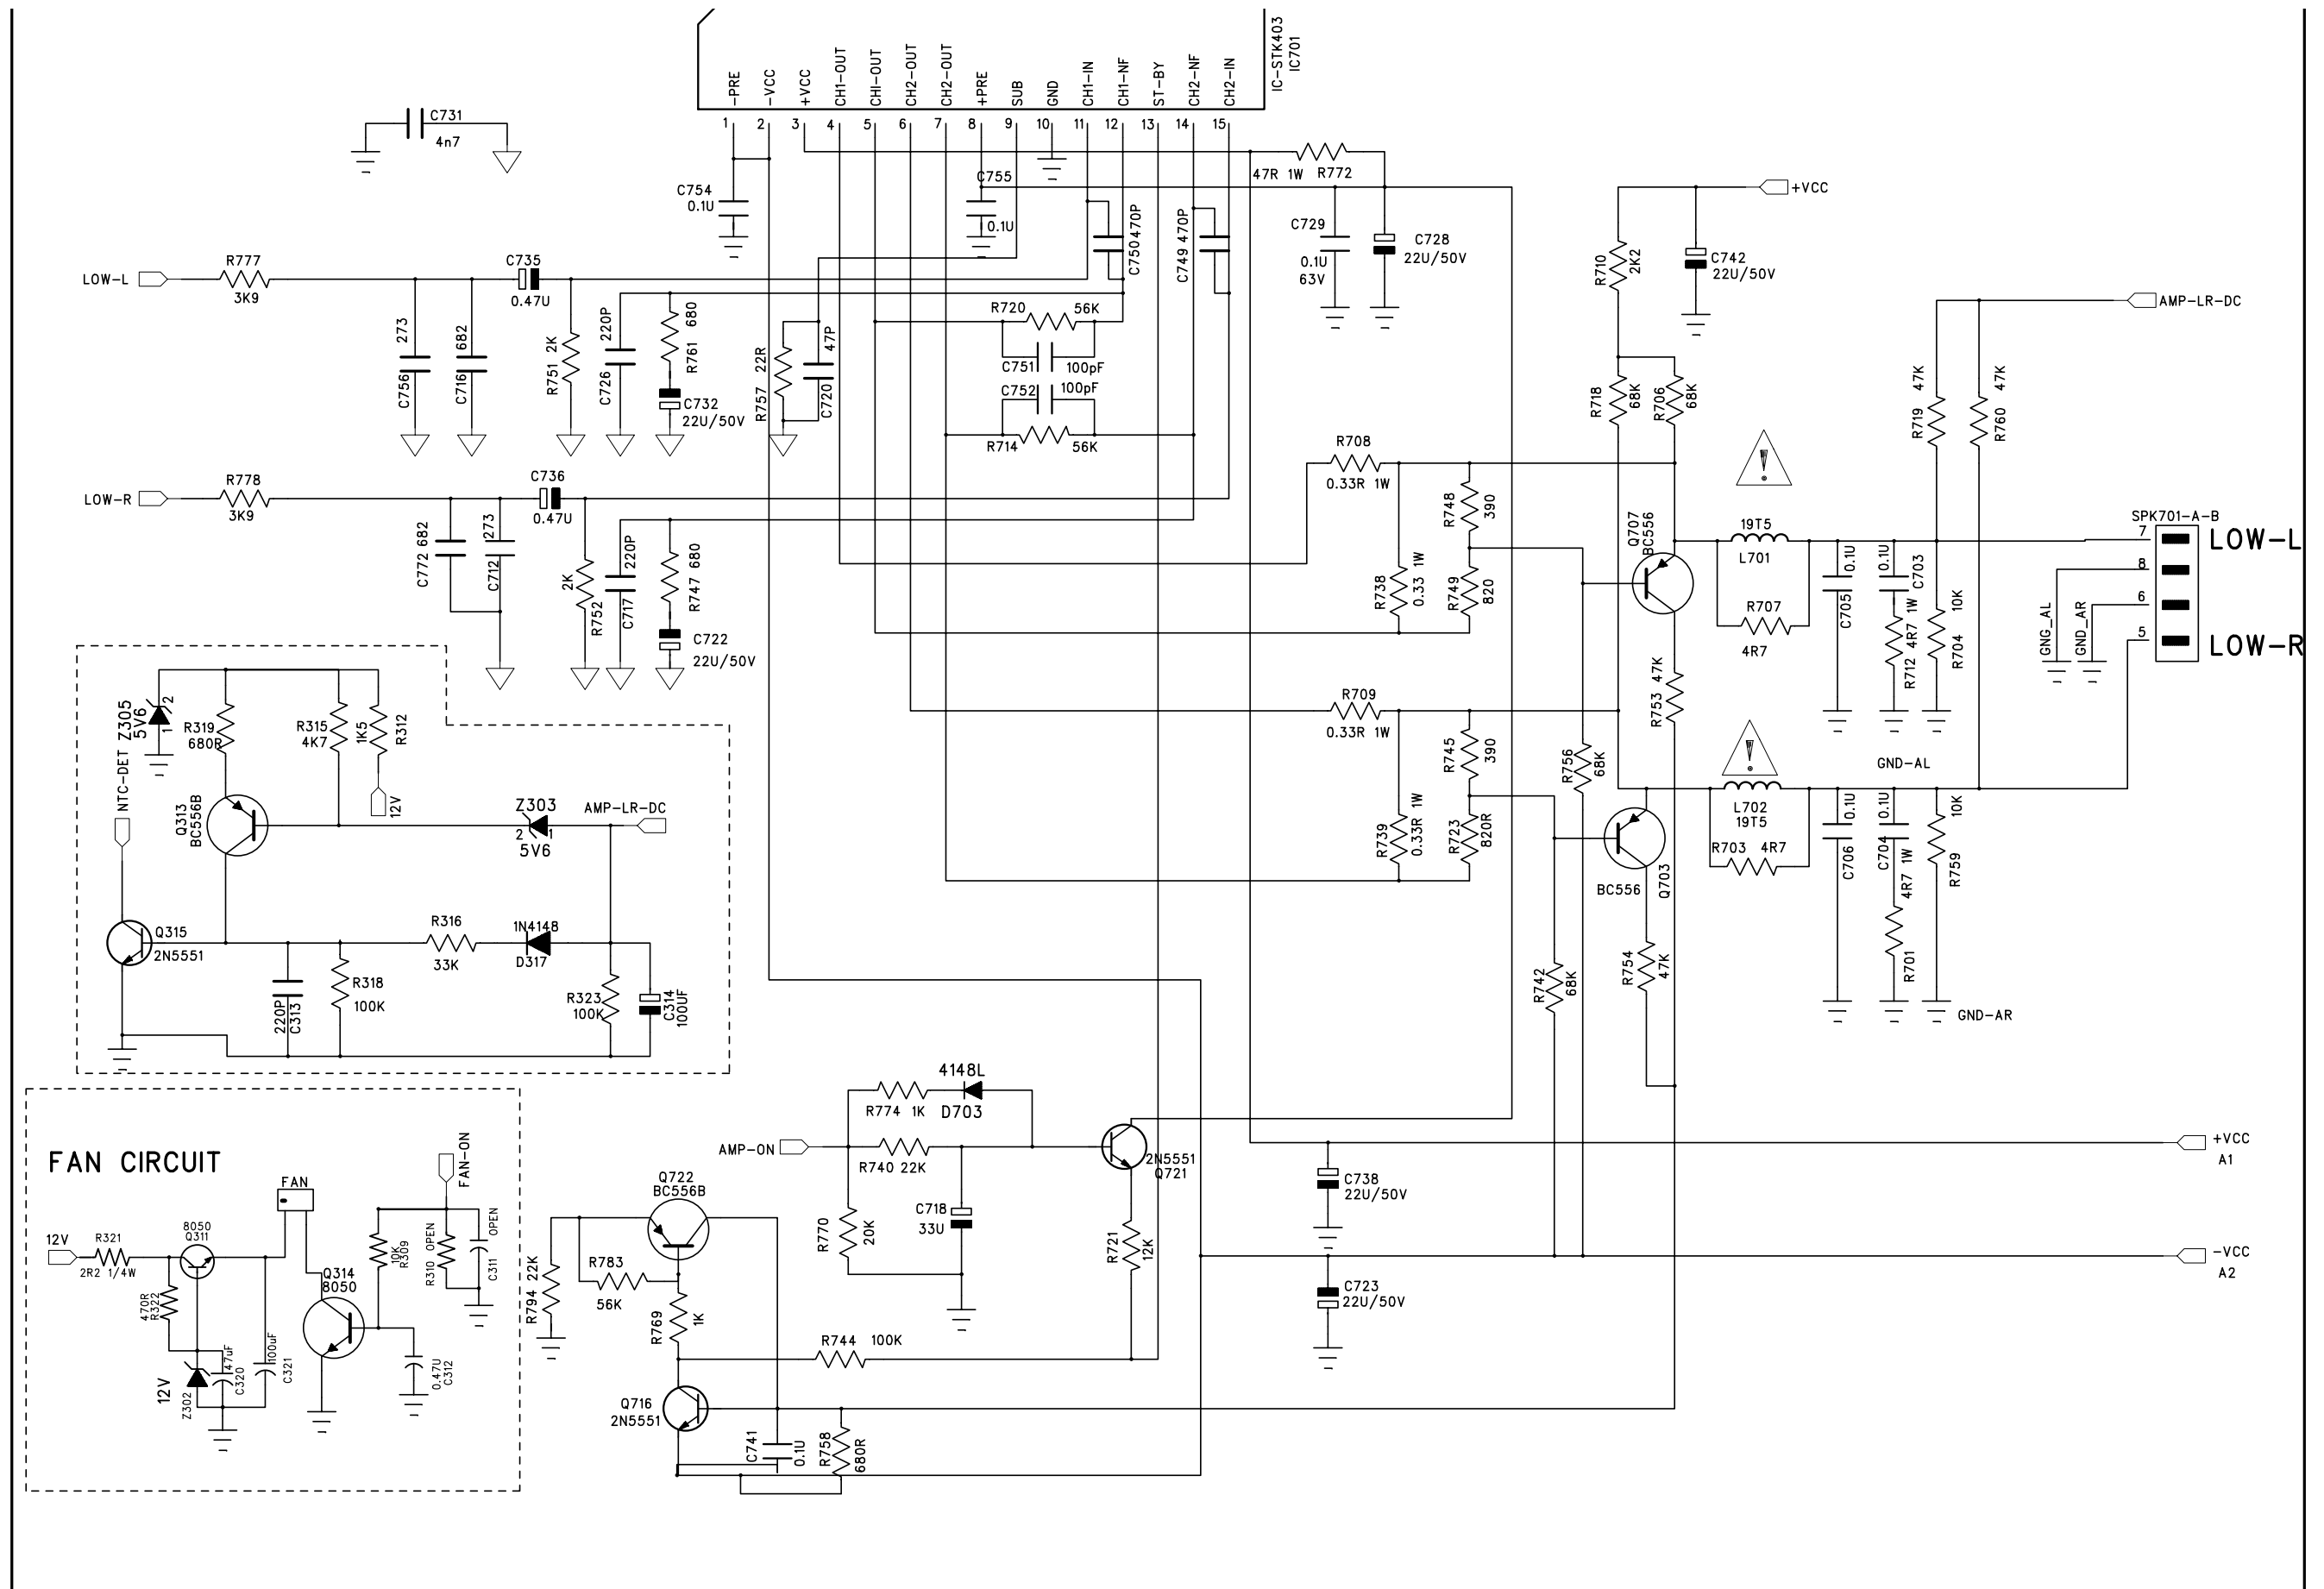 IC-STK403
IC701
-PRE
-VCC
+VCC
CH1-OUT
CHI-OUT
CH2-OUT
CH2-OUT
+PRE
SUB
GND
CH1-IN
CH1-NF
ST-BY
CH2-NF
CH2-IN
1
2
3
4
5
6
7
8
9
10
11
12
13
14
15
C731
4n7
C754
0.1U
C755
0.1U
C750 470P
C749 470P
47R 1W
R772
C729
0.1U
63V
C728
22U/50V
+VCC
R710
2K2
C742
22U/50V
AMP-LR-DC
LOW-L
R777
3K9
C735
0.47U
273
C756
682
C716
R751 2K
220P
C726
R761 680
C732
22U/50V
R757 22R
47P
C720
R720
56K
C751
100pF
C752
100pF
R714
56K
R718
68K
R706
68K
R719 47K
R760 47K
LOW-R
R778
3K9
C736
0.47U
C772 682
273
C712
2K
R752
220P
C717
R747 680
C722
22U/50V
R708
0.33R 1W
R738
0.33 1W
R748
390
R749
820
Q707
BC556
19T5
L701
R707
4R7
C705
0.1U
0.1U
C703
R712 4R7 1W
R704
10K
SPK701-A-B
7
8
6
5
LOW-L
LOW-R
GNG_AL
GND_AR
R753 47K
R709
0.33R 1W
R739
0.33R 1W
R745
390
R723
820R
R756
68K
GND-AL
L702
19T5
R703 4R7
BC556
Q703
C706
0.1U
0.1U
C704
4R7 1W
R701
10K
R759
GND-AR
R742
68K
R754
47K
NTC-DET
Z305
5V6
2
1
R319
680R
R315
4K7
1K5
R312
12V
Q313
BC556B
Z303
2
1
5V6
AMP-LR-DC
Q315
2N5551
R316
33K
1N4148
D317
220P
C313
R318
100K
R323
100K
C314
100UF
FAN CIRCUIT
FAN
FAN-ON
12V
R321
2R2 1/4W
8050
Q311
470R
R322
Q314
8050
10K
R309
R310 OPEN
OPEN
C311
12V
Z302
47uF
C320
100uF
C321
0.47U
C312
4148L
R774 1K
D703
AMP-ON
R740 22K
2N5551
Q721
R770
20K
C718
33U
R721
12K
Q722
BC556B
R794 22K
R783
56K
R769
1K
R744 100K
Q716
2N5551
C741
0.1U
R758
680R
C738
22U/50V
C723
22U/50V
+VCC
A1
-VCC
A2